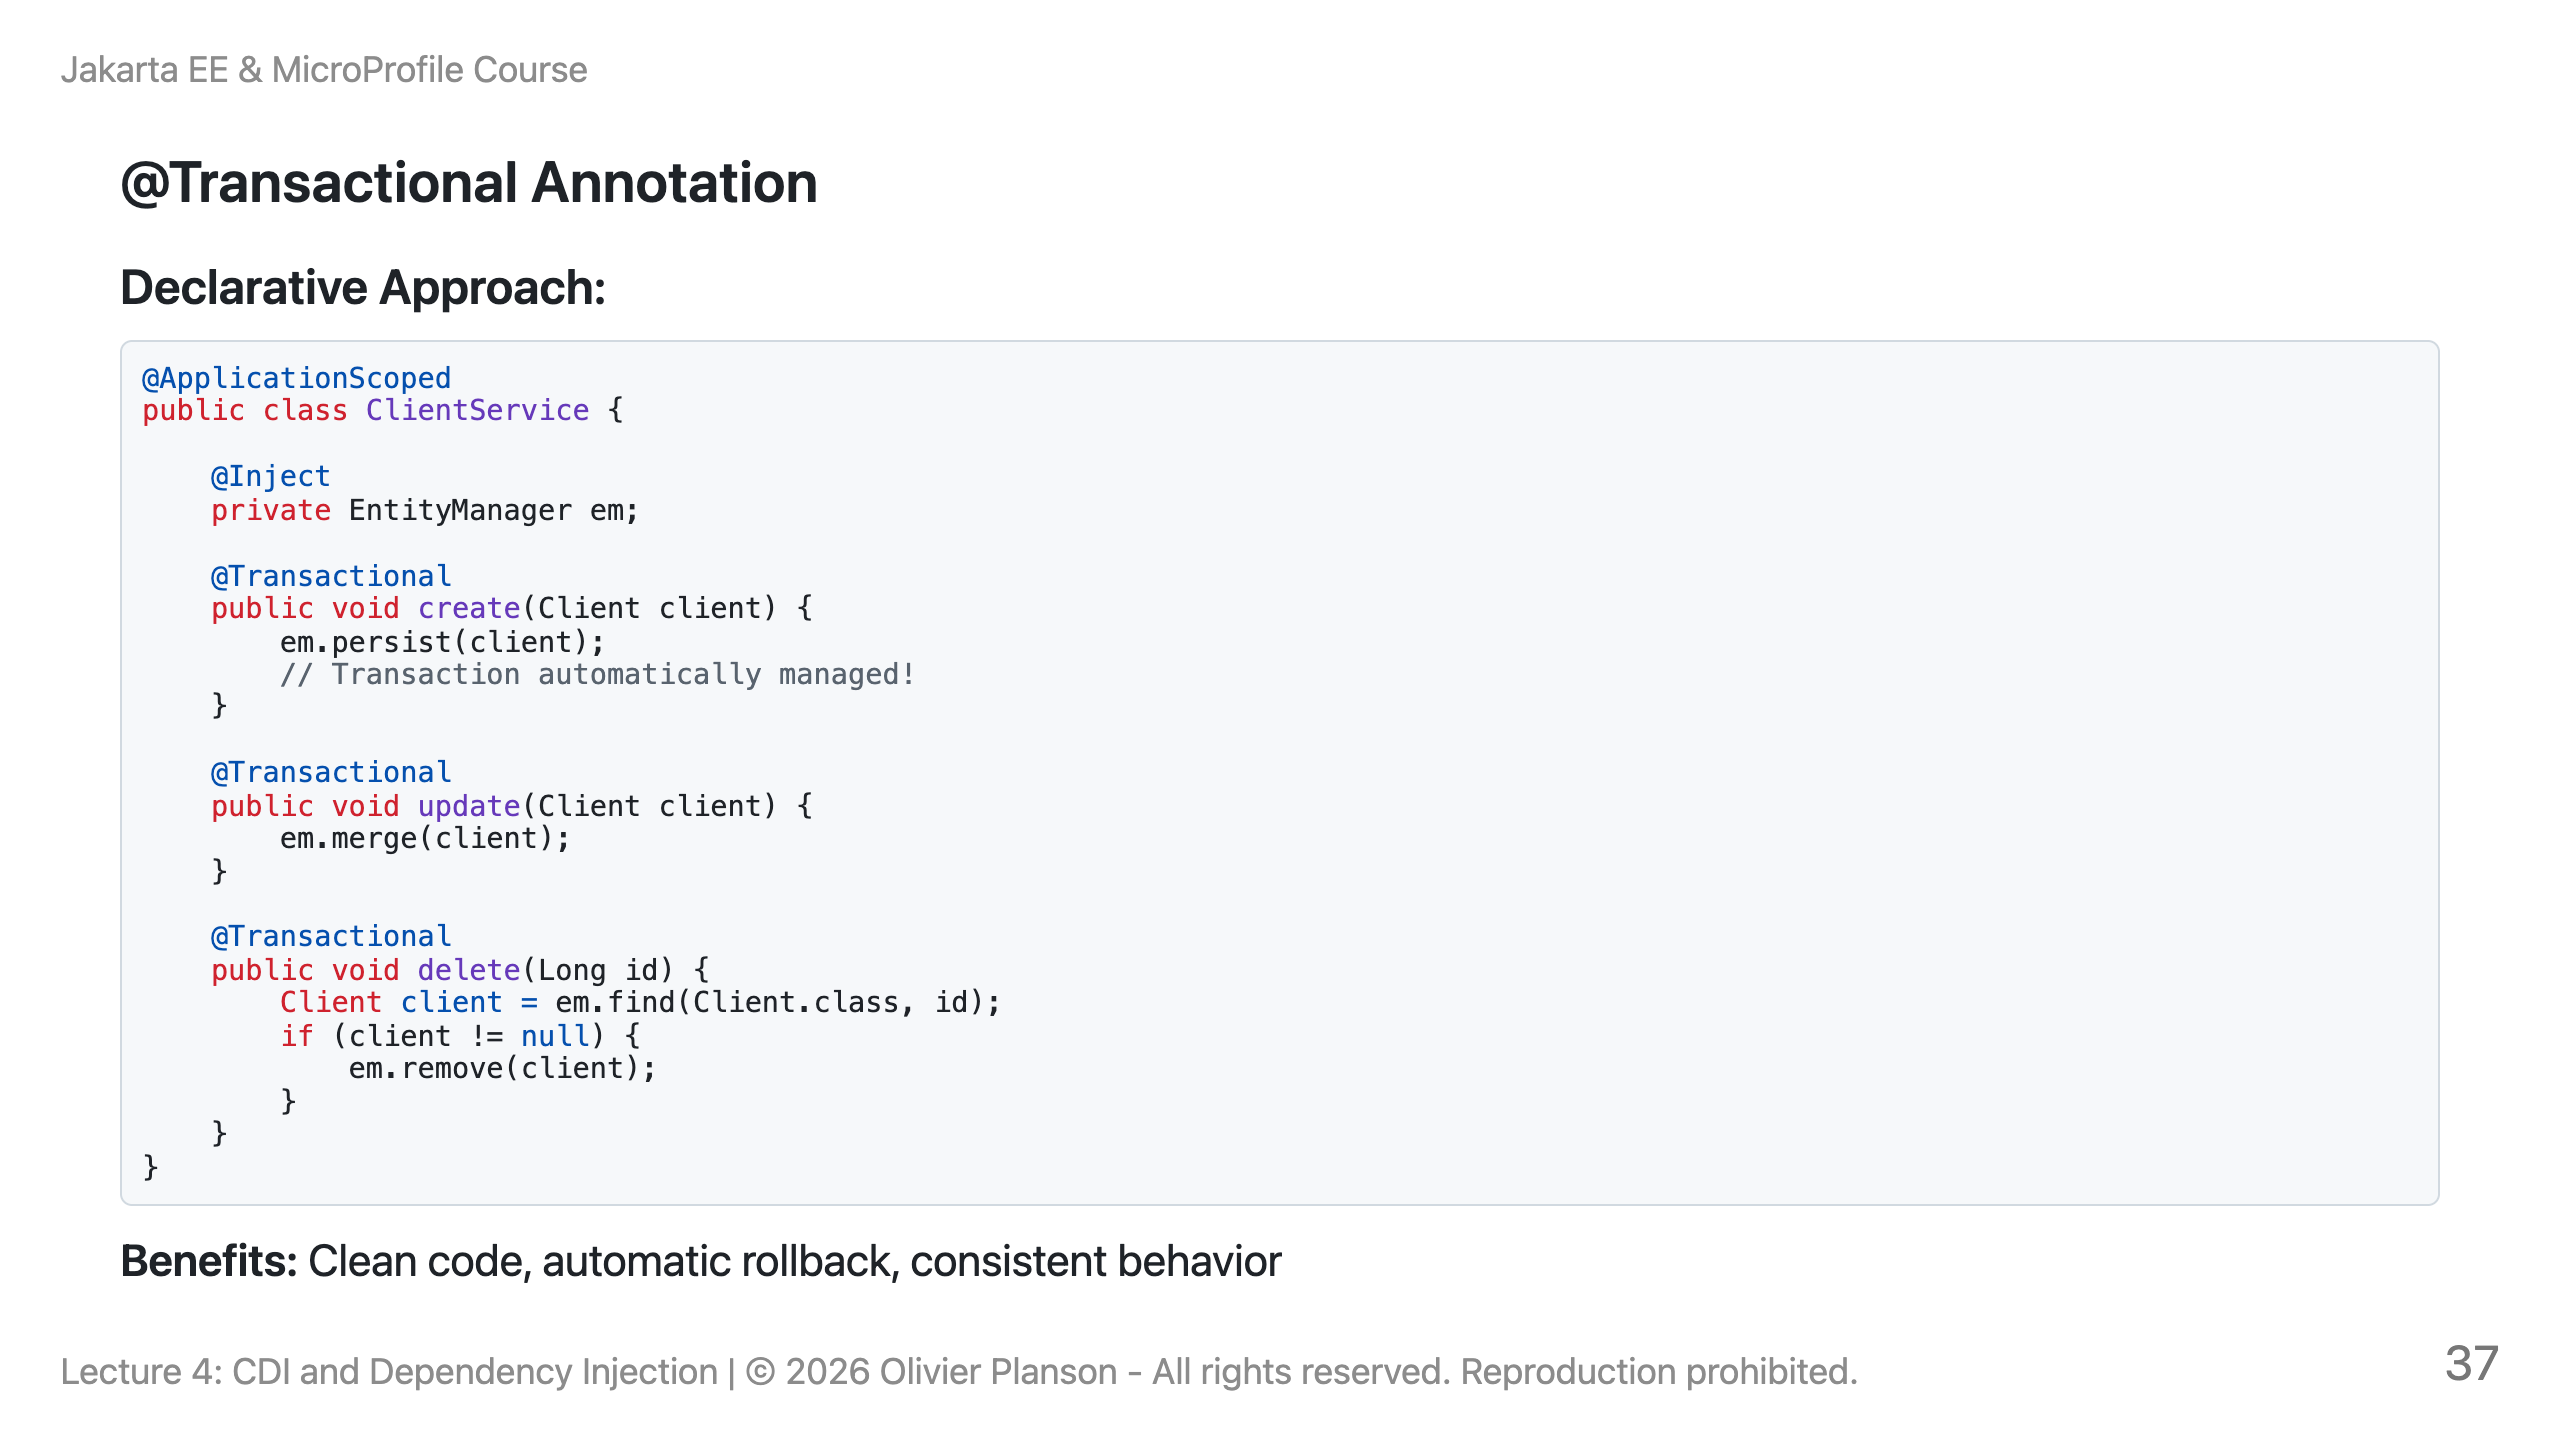 Jakarta EE & MicroProfile Course
@Transactional Annotation
Declarative Approach:
@ApplicationScoped
public class ClientService {
    @Inject
    private EntityManager em;
    @Transactional
    public void create(Client client) {
        em.persist(client);
        // Transaction automatically managed!
    }
    @Transactional
    public void update(Client client) {
        em.merge(client);
    }
    @Transactional
    public void delete(Long id) {
        Client client = em.find(Client.class, id);
        if (client != null) {
            em.remove(client);
        }
    }
}
Benefits: Clean code, automatic rollback, consistent behavior
Lecture 4: CDI and Dependency Injection | © 2026 Olivier Planson - All rights reserved. Reproduction prohibited.
37